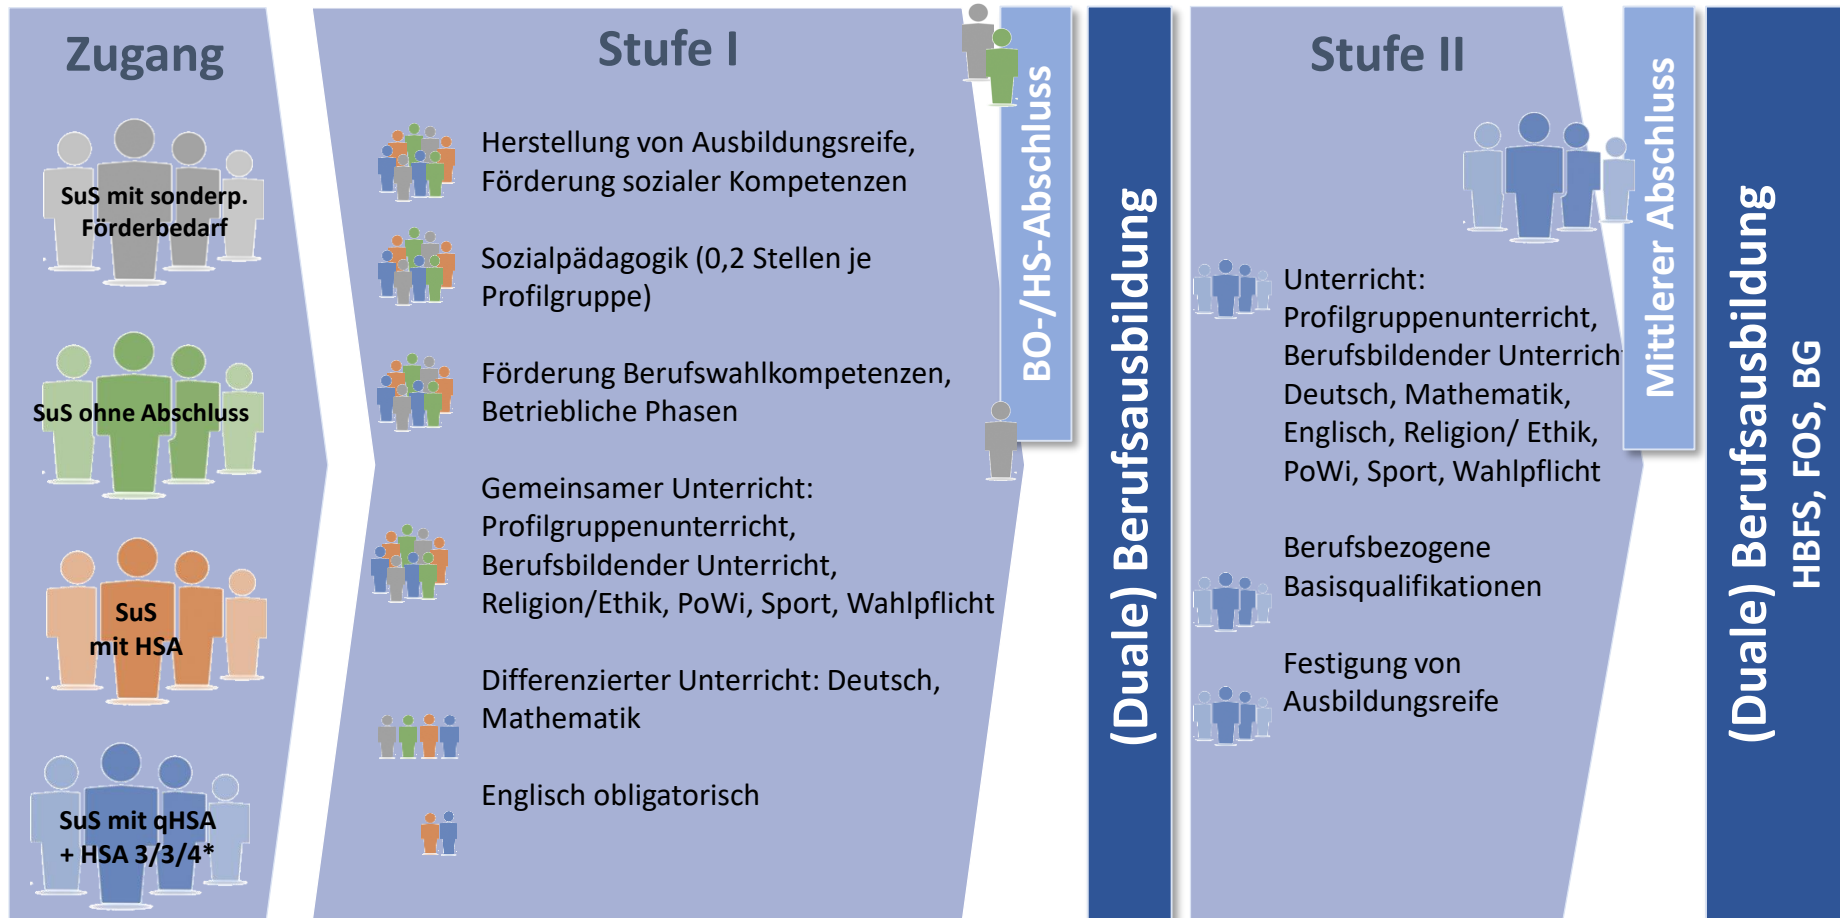 Zugang
SuS mit sonderp.
Förderbedarf
SuS ohne Abschluss
SuS
mit HSA
SuS mit qHSA
+ HSA 3/3/4*
Stufe I
Herstellung von Ausbildungsreife,
Förderung sozialer Kompetenzen
Sozialpädagogik (0,2 Stellen je
Profilgruppe)
Förderung Berufswahlkompetenzen,
Betriebliche Phasen
Gemeinsamer Unterricht:
Profilgruppenunterricht,
Berufsbildender Unterricht,
Religion/Ethik, PoWi, Sport, Wahlpflicht
Differenzierter Unterricht: Deutsch,
Mathematik
Englisch obligatorisch
BO-/HS-Abschluss
(Duale) Berufsausbildung
Stufe II
Unterricht:
Profilgruppenunterricht,
Berufsbildender Unterricht
Deutsch, Mathematik,
Englisch, Religion/ Ethik,
PoWi, Sport, Wahlpflicht
Berufsbezogene
Basisqualifikationen
Festigung von
Ausbildungsreife
Mittlerer Abschluss
(Duale) Berufsausbildung
HBFS, FOS, BG